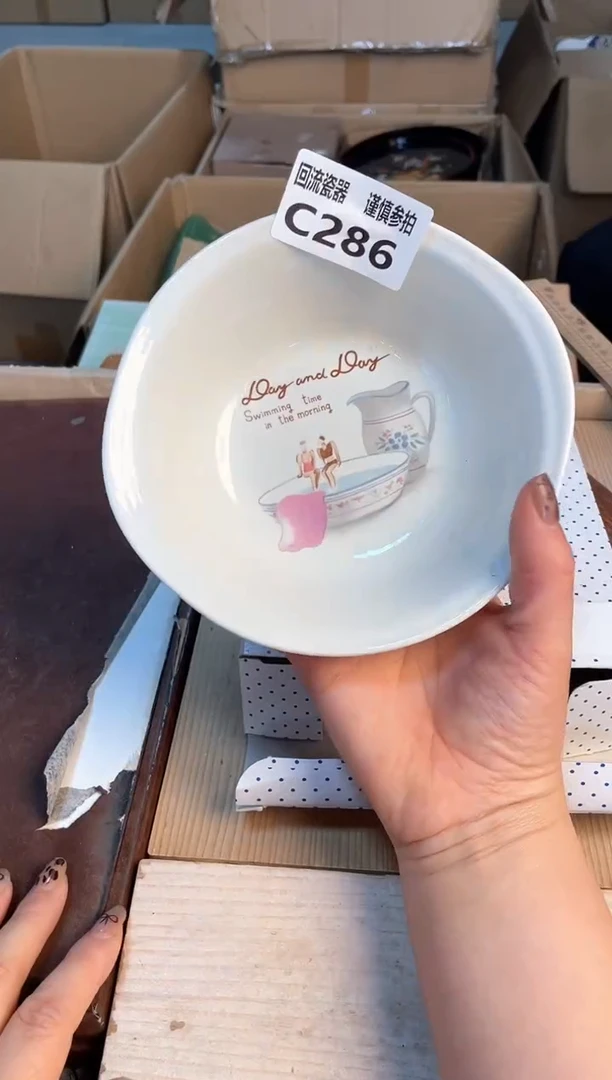 回流瓷器 谨慎参拍
C286
Day and Day
Swimming time
in the morning